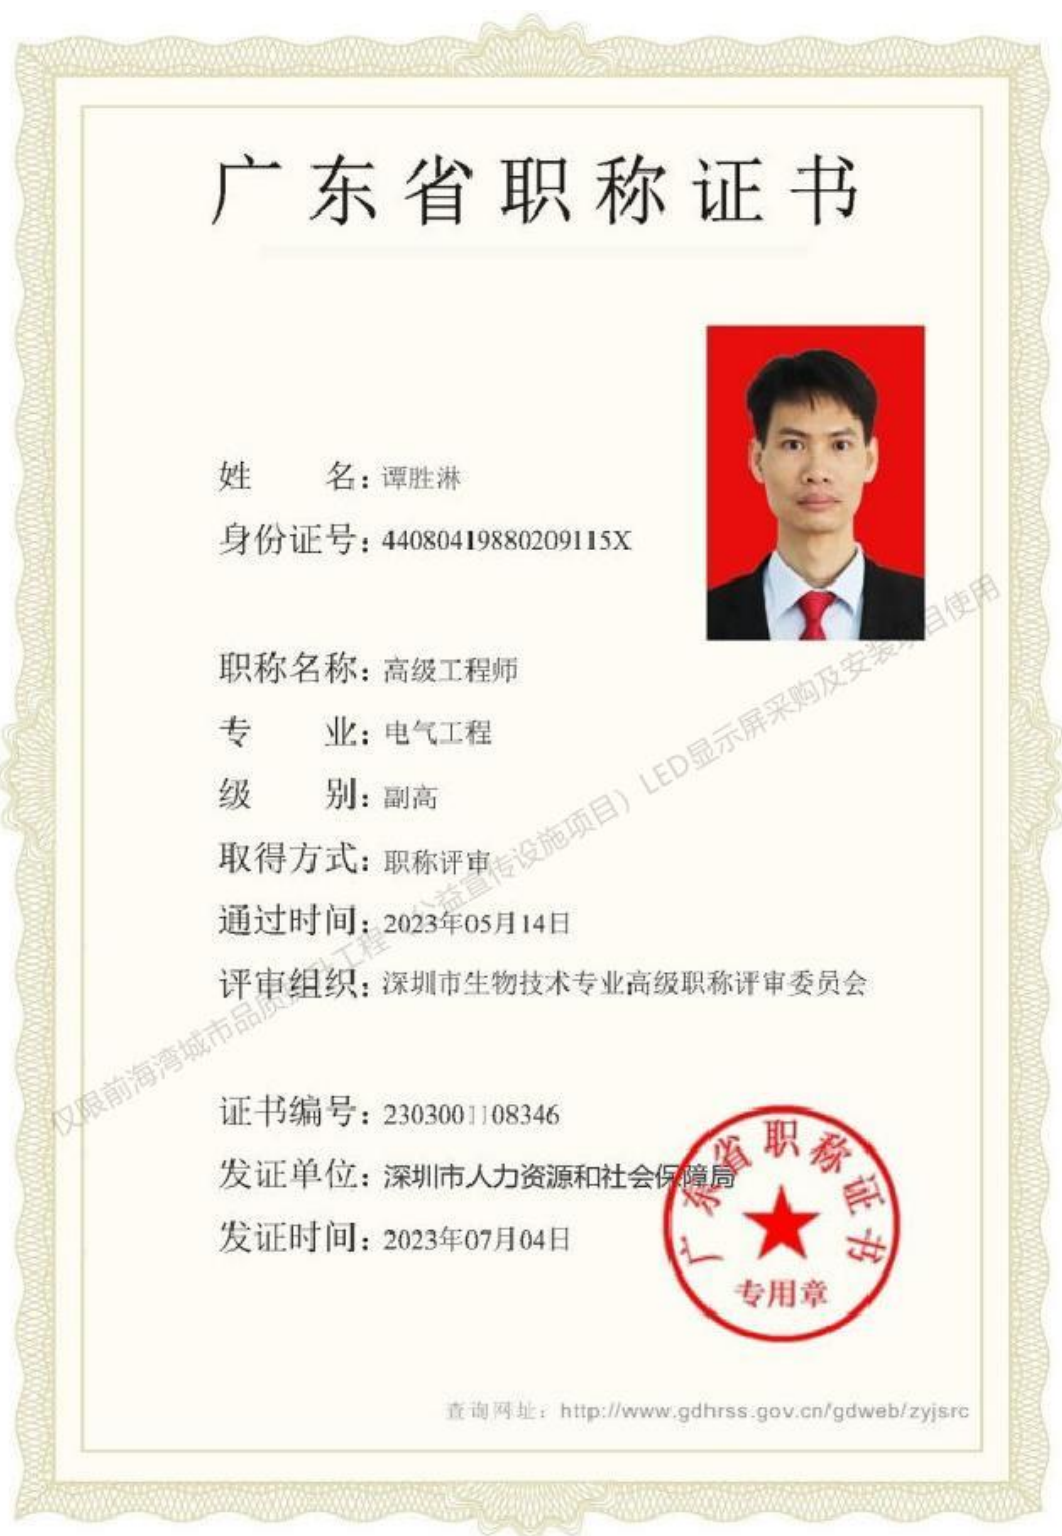 广东省职称证书
姓 名：谭胜淋
身份证号：44080419880209115X
职称名称：高级工程师
专 业：电气工程
级 别：副高
取得方式：职称评审
通过时间：2023年05月14日
评审组织：深圳市生物技术专业高级职称评审委员会
证书编号：2303001108346
发证单位：深圳市人力资源和社会保障局
发证时间：2023年07月04日
广东省职称证书
专用章
查询网址：http://www.gdhrss.gov.cn/gdweb/zyjsrc
仅限前海湾城市品质 工程（公益宣传设施项目）LED显示屏采购及安装项目使用